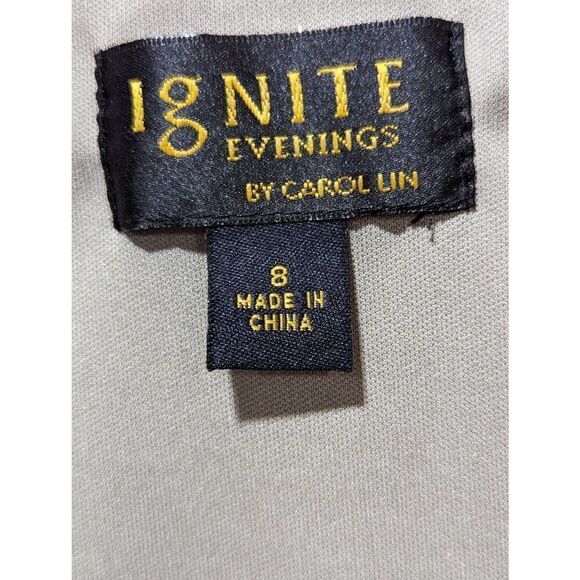 IgNITE
EVENINGS
BY CAROL LIN
8
MADE IN
CHINA